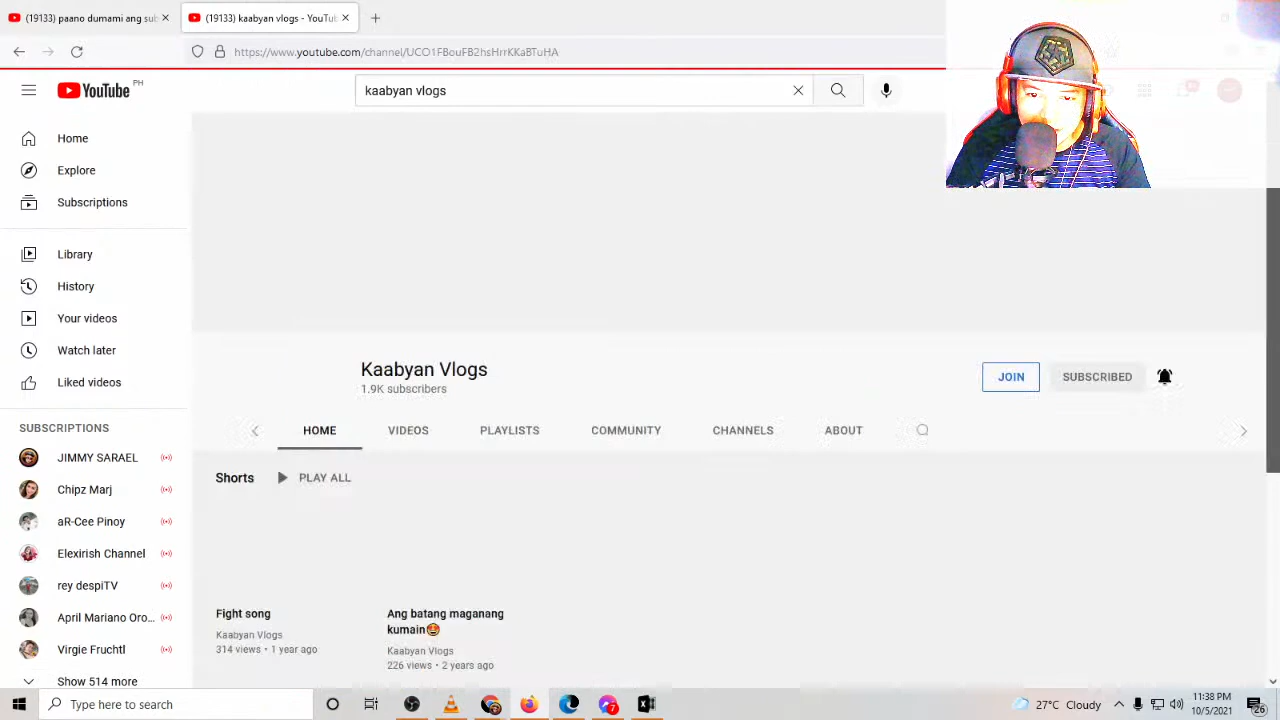 (19133) paano dumami ang sub
(19133) kaabyan vlogs - YouTub
https://www.youtube.com/channel/UCO1FBouFB2hsHrrKKaBTuHA
YouTube PH
kaabyan vlogs
Home
Explore
Subscriptions
Library
History
Your videos
Watch later
Liked videos
SUBSCRIPTIONS
JIMMY SARAEL
Chipz Marj
aR-Cee Pinoy
Elexirish Channel
rey despiTV
April Mariano Oro...
Virgie Fruchtl
Show 514 more
Kaabyan Vlogs
1.9K subscribers
JOIN
SUBSCRIBED
HOME VIDEOS PLAYLISTS COMMUNITY CHANNELS ABOUT
Shorts PLAY ALL
Fight song
Kaabyan Vlogs
314 views • 1 year ago
Ang batang maganang
kumain🤩
Kaabyan Vlogs
226 views • 2 years ago
Type here to search
7
27°C Cloudy
11:38 PM
10/5/2021
26